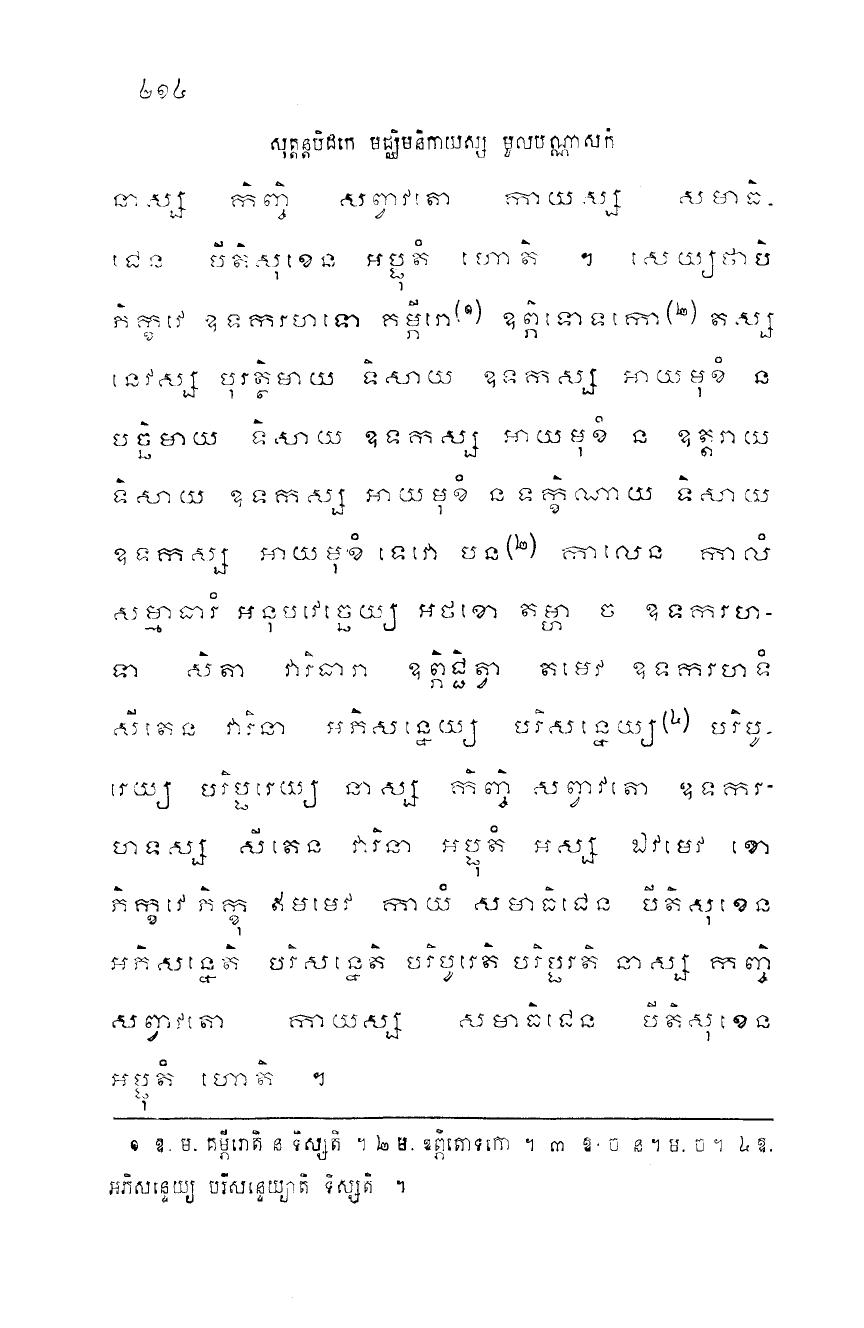 ៤១៤
សុត្តន្តបិដកេ មជ្ឈិមនិកាយស្ស មូលបណ្ណាសកំ
នាស្ស កិញ្ចិ សព្វាវតោ កាយស្ស សមាធិ-
ជេន បីតិសុខេន អប្ផុតំ ហោតិ ។ សេយ្យថាបិ
ភិក្ខវេ ឧទករហទោ គម្ភីរោ(១) ឧព្ភិទោទកោ(២) តស្ស
នេវស្ស បុរត្ថិមាយ ទិសាយ ឧទកស្ស អាយមុខំ ន
បច្ឆិមាយ ទិសាយ ឧទកស្ស អាយមុខំ ន ឧត្តរាយ
ទិសាយ ឧទកស្ស អាយមុខំ ន ទក្ខិណាយ ទិសាយ
ឧទកស្ស អាយមុខំ ទេវោ បន(៣) កាលេន កាលំ
សម្មាធារំ អនុបវេច្ឆេយ្យ អថខោ តម្ហា ច ឧទករហ-
ទា សីតា វារិធារា ឧព្ភិជ្ជិត្វា តមេវ ឧទករហទំ
សីតេន វារិនា អភិសន្ទេយ្យ បរិសន្ទេយ្យ(៤) បរិបូ-
រេយ្យ បរិប្ផរេយ្យ នាស្ស កិញ្ចិ សព្វាវតោ ឧទករ-
ហទស្ស សីតេន វារិនា អប្ផុតំ អស្ស ឯវមេវ ខោ
ភិក្ខវេ ភិក្ខុ ឥមមេវ កាយំ សមាធិជេន បីតិសុខេន
អភិសន្ទេតិ បរិសន្ទេតិ បរិបូរេតិ បរិប្ផរតិ នាស្ស កិញ្ចិ
សព្វាវតោ កាយស្ស សមាធិជេន បីតិសុខេន
អប្ផុតំ ហោតិ ។
១ ឱ. ម. គម្ភីរោតិ ន ទិស្សតិ ។ ២ ម. ឧព្ភិតោទកោ ។ ៣ ឱ. ច ន ។ ម. ច ។ ៤ ឱ.
អភិសន្ទេយ្យ បរិសន្ទេយ្យាតិ ទិស្សតិ ។